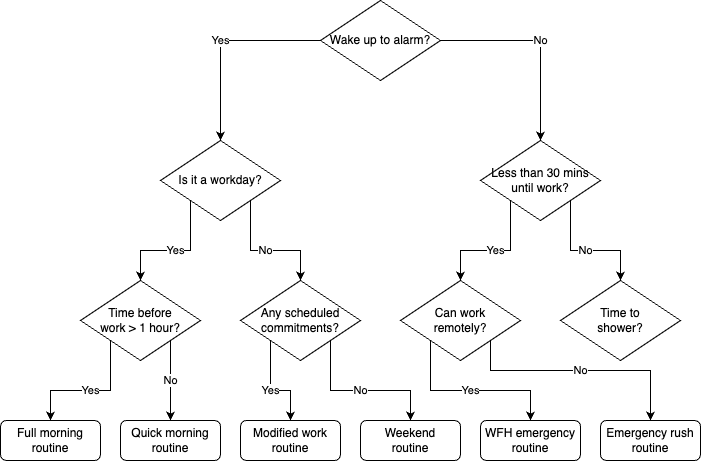 Yes
Wake up to alarm?
No
Is it a workday?
Less than 30 mins
until work?
Yes
No
Yes
No
Time before
work > 1 hour?
Any scheduled
commitments?
Can work
remotely?
Time to
shower?
Yes
No
Yes
No
Yes
No
Full morning
routine
Quick morning
routine
Modified work
routine
Weekend
routine
WFH emergency
routine
Emergency rush
routine